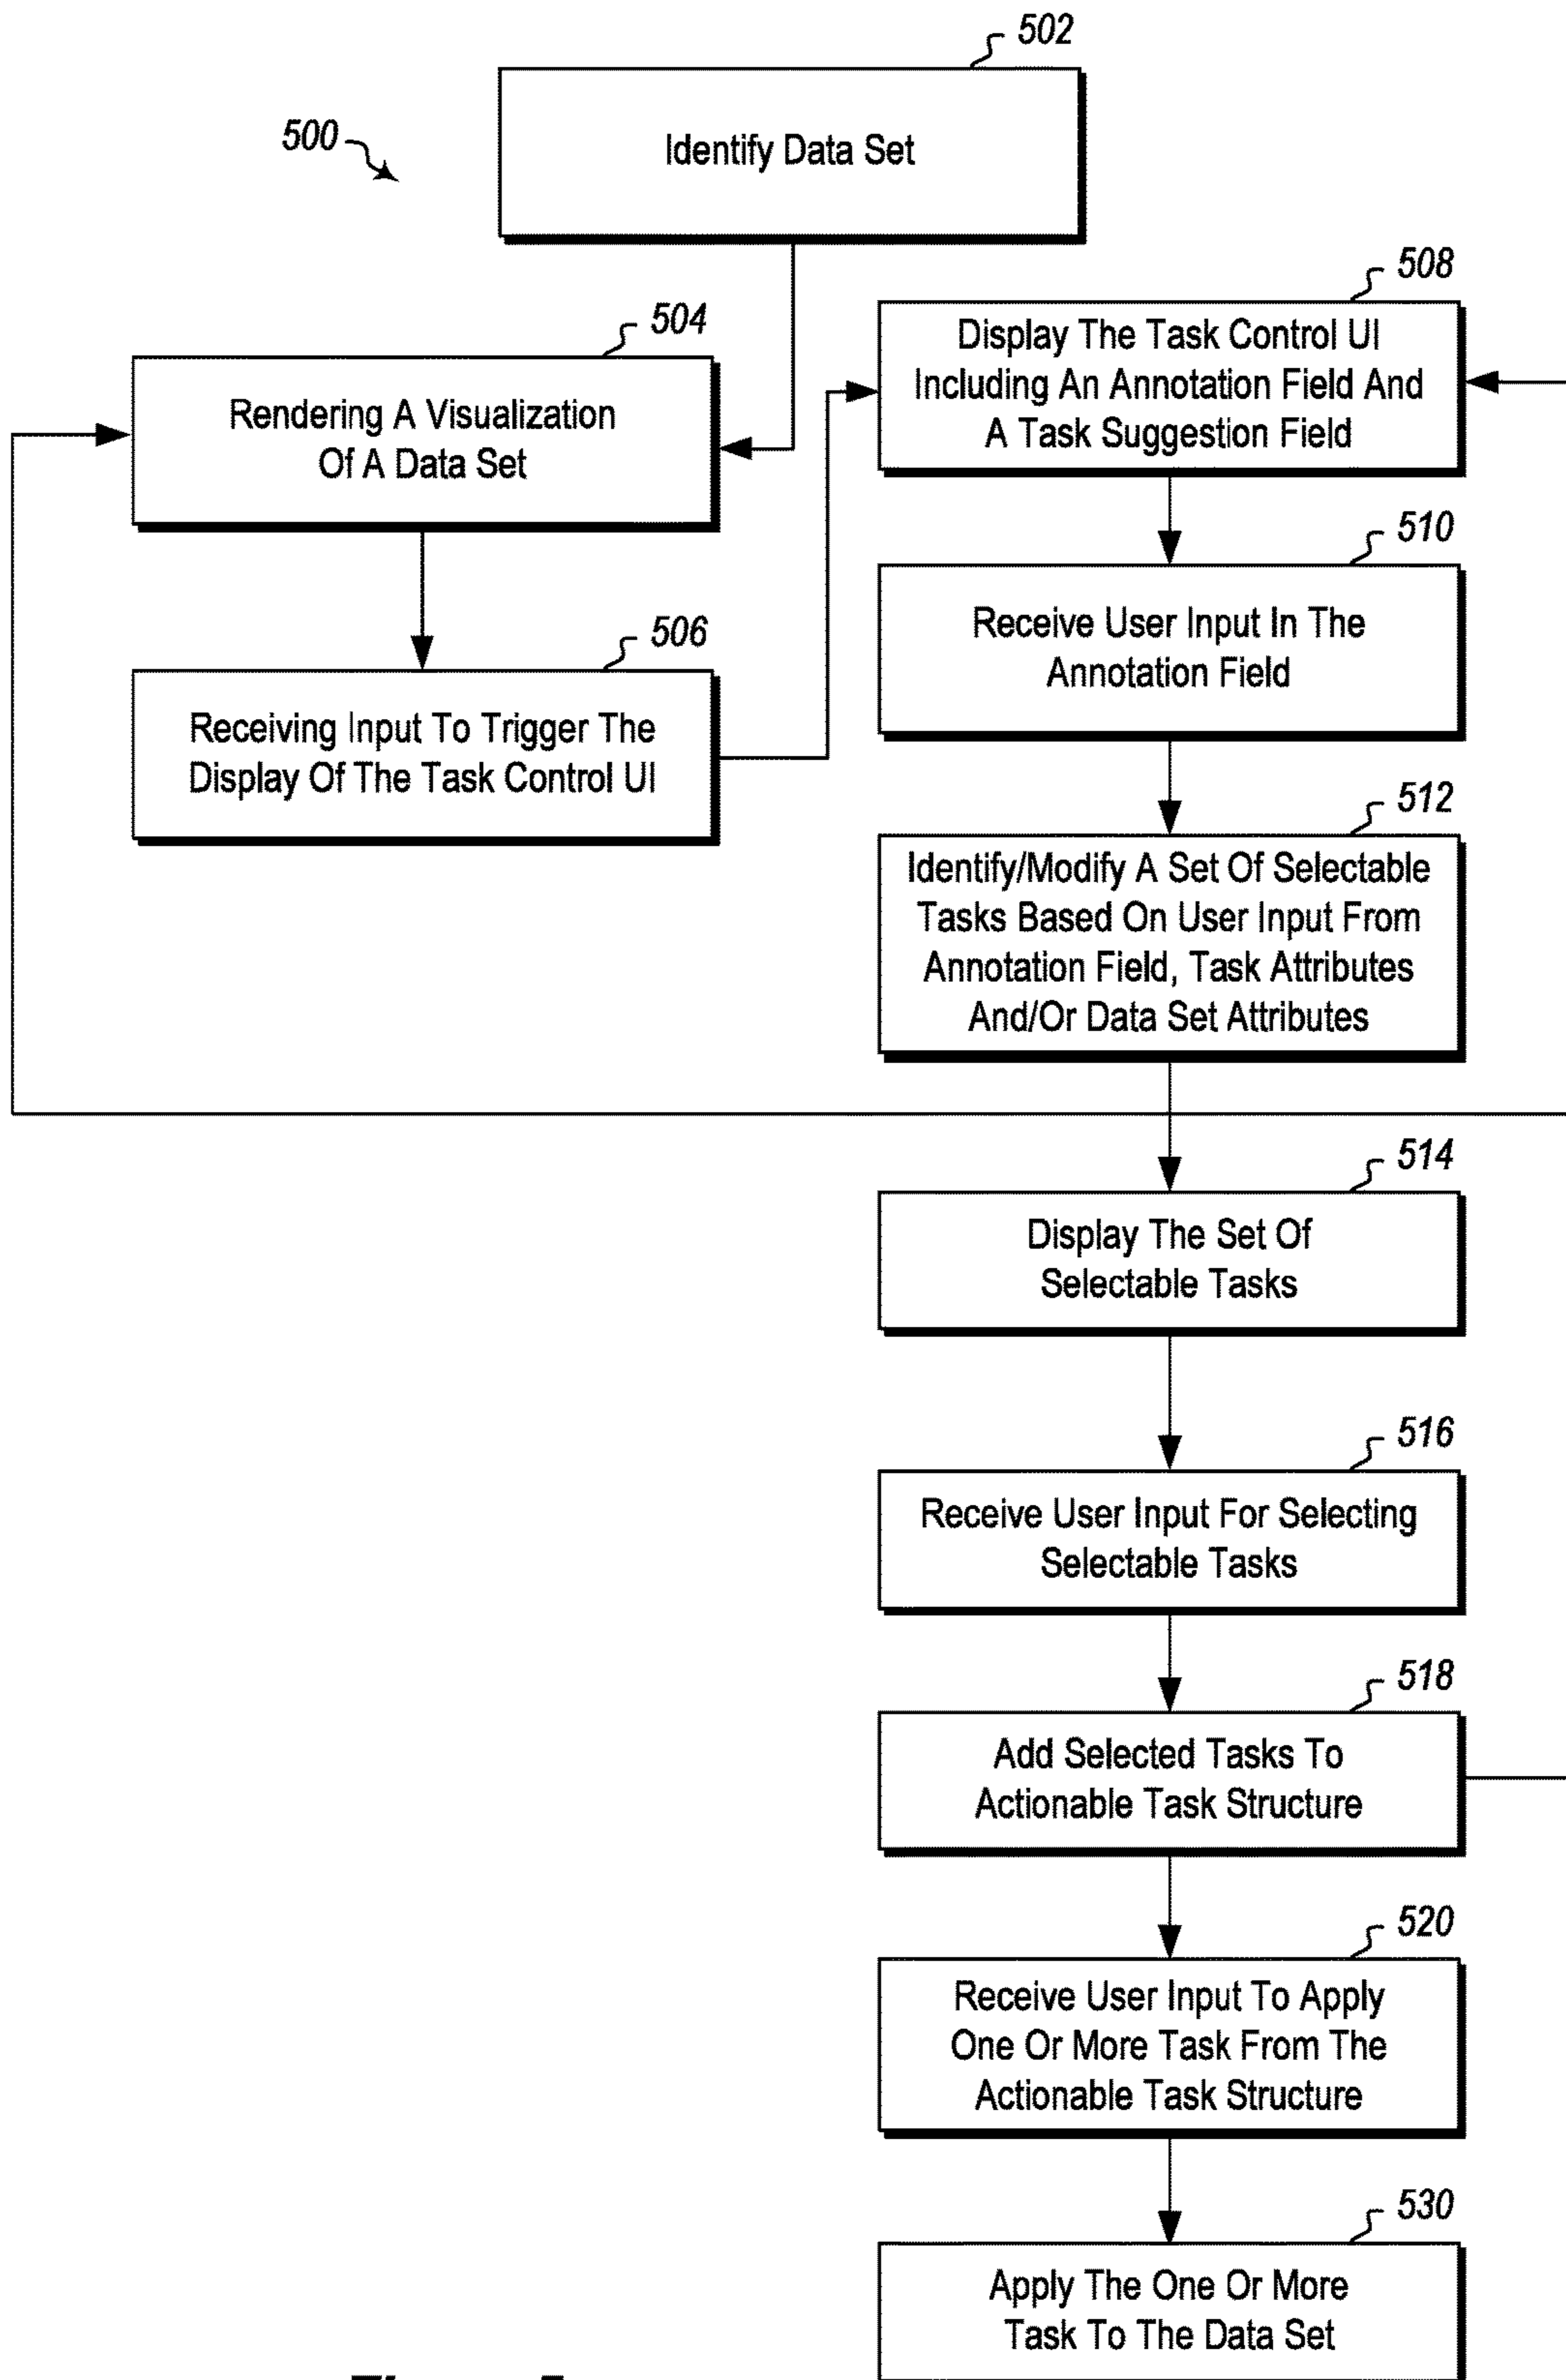 502
500
Identify Data Set
508
504
Display The Task Control UI
Including An Annotation Field And
A Task Suggestion Field
Rendering A Visualization
Of A Data Set
510
506
Receive User Input In The
Annotation Field
Receiving Input To Trigger The
Display Of The Task Control UI
512
Identify/Modify A Set Of Selectable
Tasks Based On User Input From
Annotation Field, Task Attributes
And/Or Data Set Attributes
514
Display The Set Of
Selectable Tasks
516
Receive User Input For Selecting
Selectable Tasks
518
Add Selected Tasks To
Actionable Task Structure
520
Receive User Input To Apply
One Or More Task From The
Actionable Task Structure
530
Apply The One Or More
Task To The Data Set